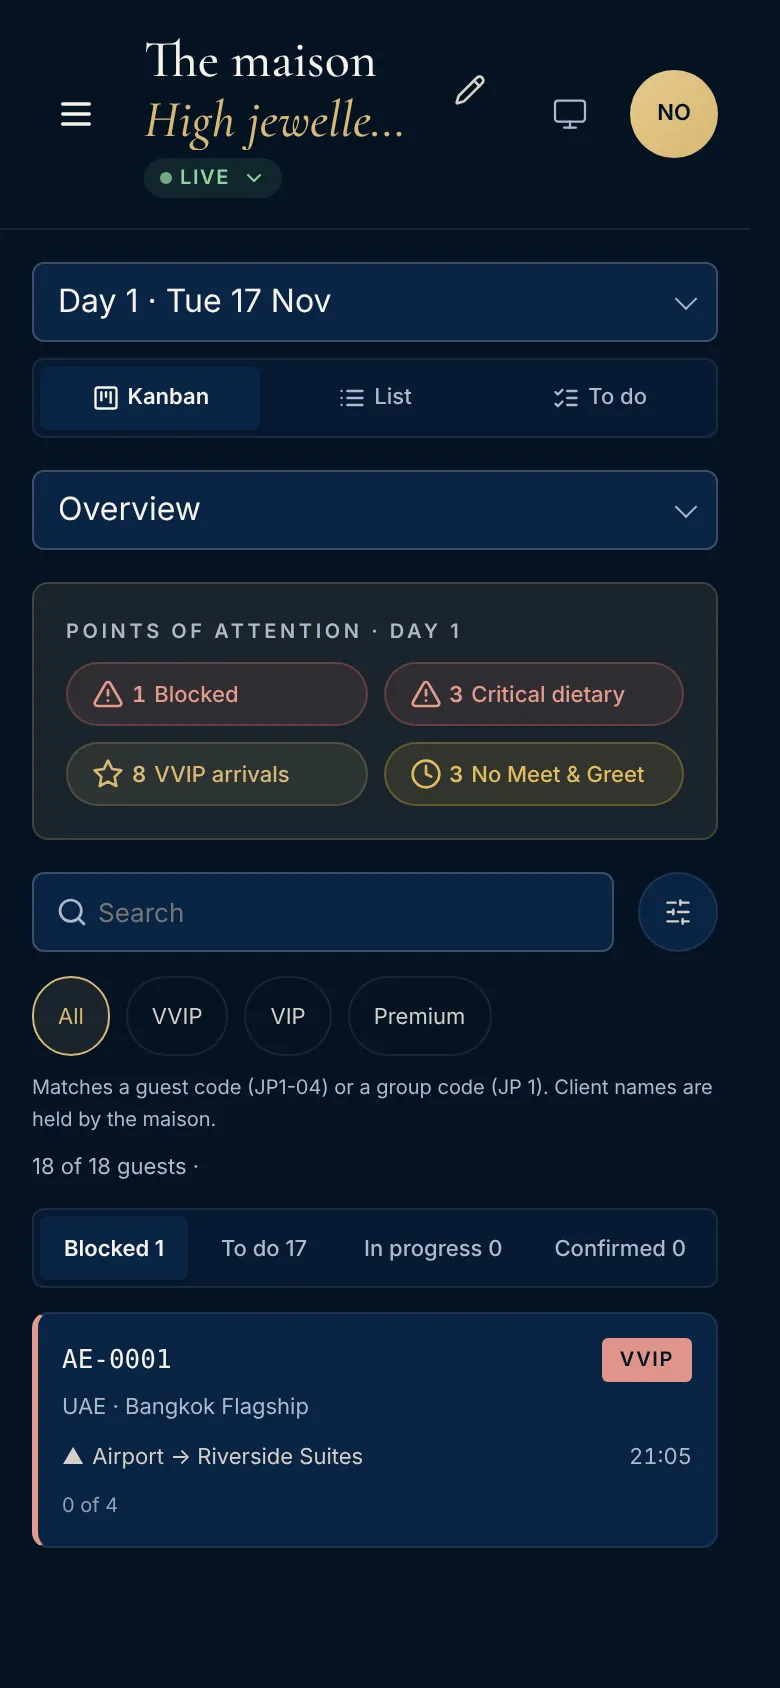 The maison
High jewelle...
NO
LIVE
Day 1 · Tue 17 Nov
Kanban
List
To do
Overview
POINTS OF ATTENTION · DAY 1
1 Blocked
3 Critical dietary
8 VVIP arrivals
3 No Meet & Greet
Search
All
VVIP
VIP
Premium
Matches a guest code (JP1-04) or a group code (JP 1). Client names are
held by the maison.
18 of 18 guests ·
Blocked 1
To do 17
In progress 0
Confirmed 0
AE-0001
VVIP
UAE · Bangkok Flagship
▲ Airport → Riverside Suites
21:05
0 of 4